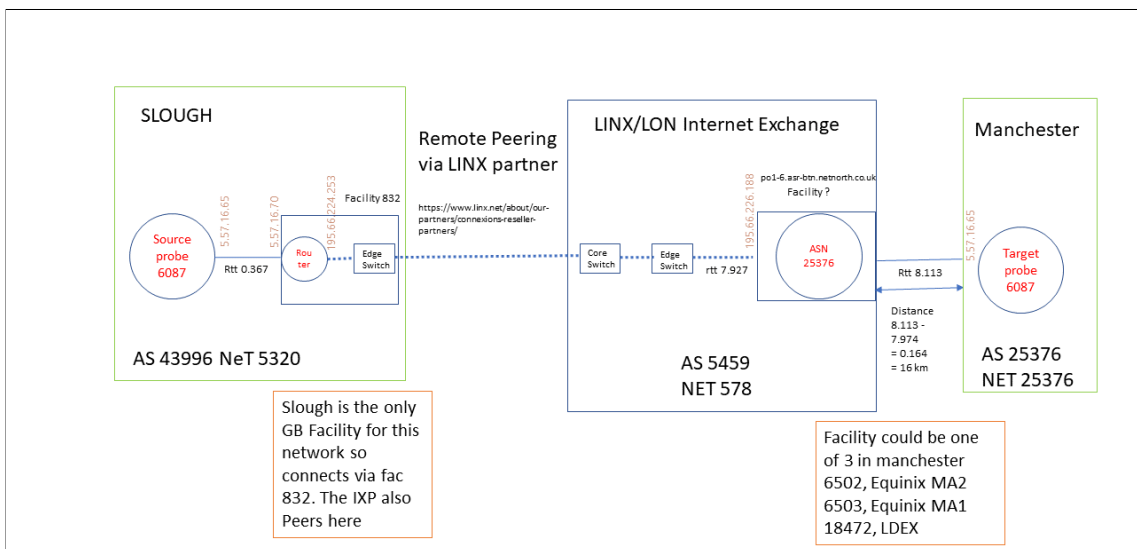 SLOUGH
5.57.16.65
5.57.16.70
195.66.224.253
Facility 832
Source
probe
6087
Rtt 0.367
Rou
ter
Edge
Switch
AS 43996 NeT 5320
Slough is the only
GB Facility for this
network so
connects via fac
832. The IXP also
Peers here
Remote Peering
via LINX partner
https://www.linx.net/about/our-
partners/connexions-reseller-
partners/
LINX/LON Internet Exchange
195.66.226.188
po1-6.asr-btn.netnorth.co.uk
Facility ?
Core
Switch
Edge
Switch
rtt 7.927
ASN
25376
AS 5459
NET 578
Rtt 8.113
Distance
8.113 -
7.974
= 0.164
= 16 km
Manchester
5.57.16.65
Target
probe
6087
AS 25376
NET 25376
Facility could be one
of 3 in manchester
6502, Equinix MA2
6503, Equinix MA1
18472, LDEX